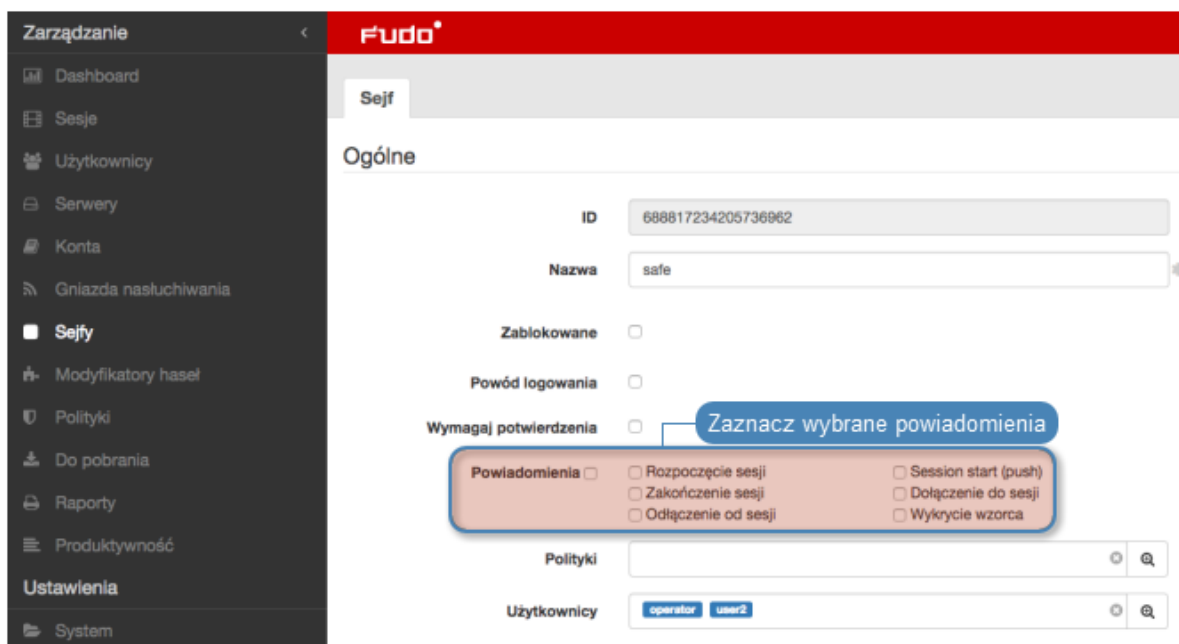 Zarządzanie
Dashboard
Sesje
Użytkownicy
Serwery
Konta
Gniazda nasłuchiwania
Sejfy
Modyfikatory haseł
Polityki
Do pobrania
Raporty
Produktywność
Ustawienia
System
FUDO
Sejf
Ogólne
ID 688817234205736962
Nazwa safe
Zablokowane
Powód logowania
Wymagaj potwierdzenia
Zaznacz wybrane powiadomienia
Powiadomienia Rozpoczęcie sesji Session start (push)
Zakończenie sesji Dołączenie do sesji
Odłączenie od sesji Wykrycie wzorca
Polityki
Użytkownicy operator user2